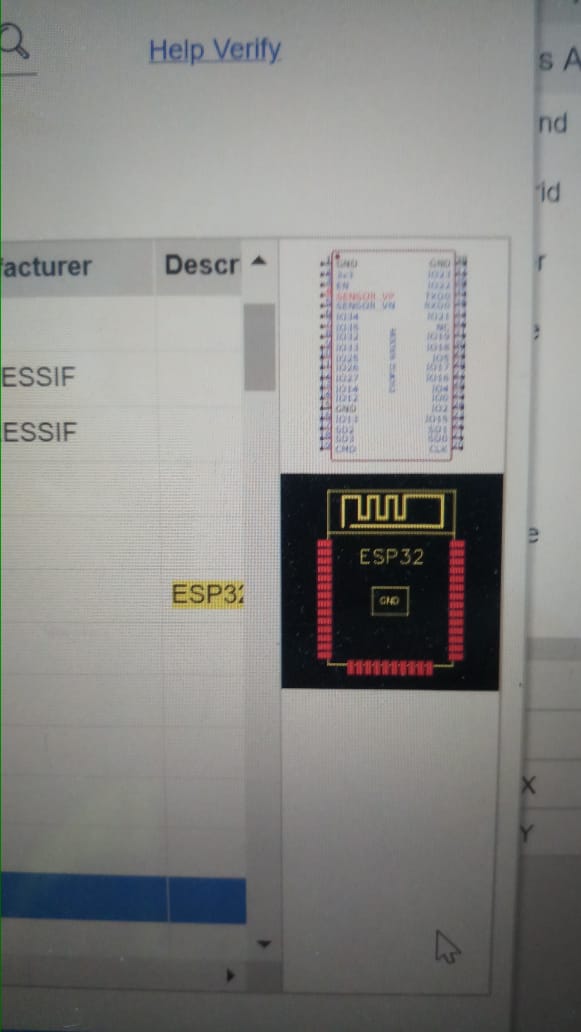 Help Verify
s A
nd
rid
r
facturer
Descr
ESSIF
ESSIF
ESP32
GND
GND
3V3
EN
SENSOR_VP
SENSOR_VN
IO34
IO35
IO32
IO33
IO25
IO26
IO27
IO14
IO12
GND
IO13
SD2
SD3
CMD
IO23
IO22
TXD0
RXD0
IO21
NC
IO19
IO18
IO5
IO17
IO16
IO4
IO0
IO2
IO15
SD1
SD0
CLK
ESP32
GND
e
X
Y